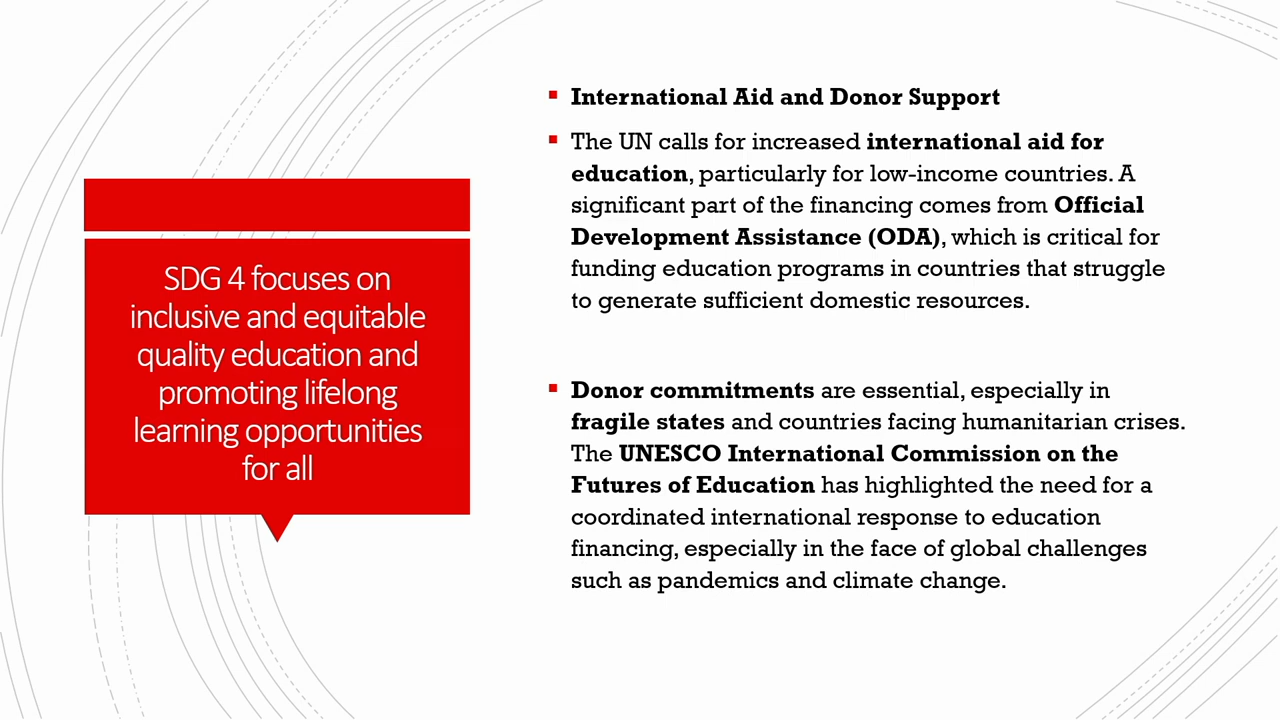 SDG 4 focuses on
inclusive and equitable
quality education and
promoting lifelong
learning opportunities
for all
International Aid and Donor Support
The UN calls for increased international aid for
education, particularly for low-income countries. A
significant part of the financing comes from Official
Development Assistance (ODA), which is critical for
funding education programs in countries that struggle
to generate sufficient domestic resources.
Donor commitments are essential, especially in
fragile states and countries facing humanitarian crises.
The UNESCO International Commission on the
Futures of Education has highlighted the need for a
coordinated international response to education
financing, especially in the face of global challenges
such as pandemics and climate change.